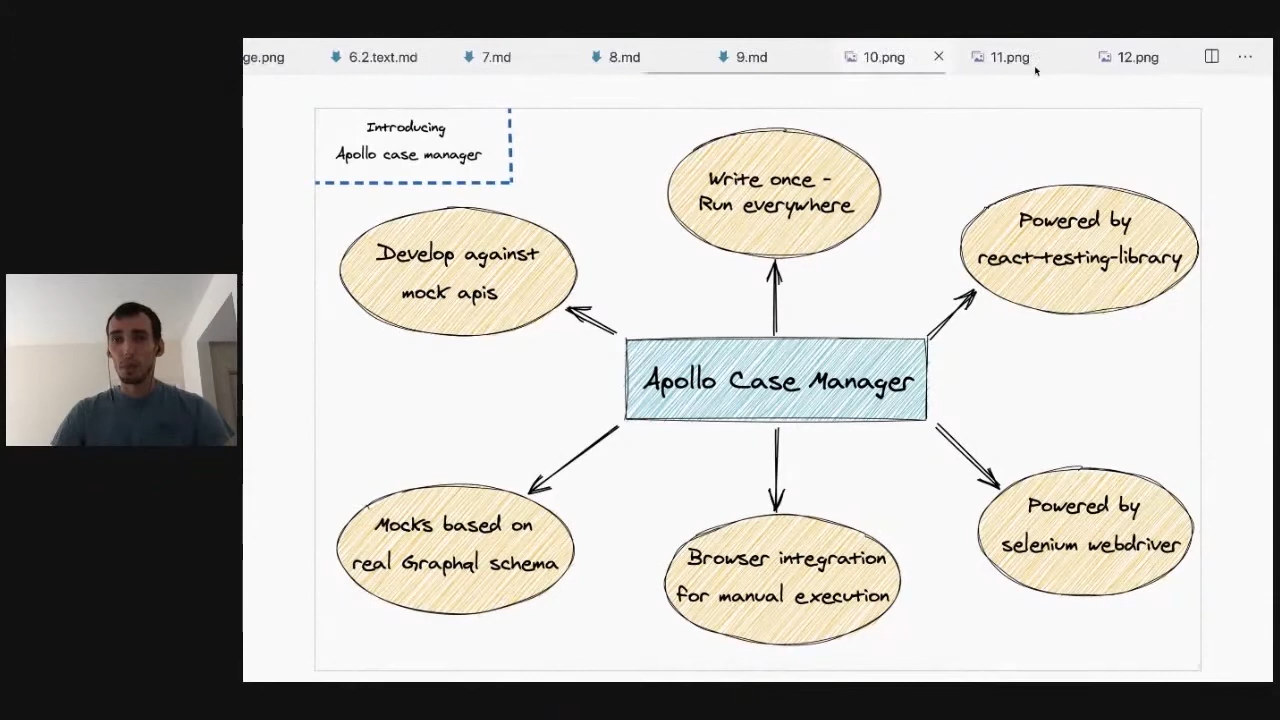 ge.png
6.2.text.md
7.md
8.md
9.md
10.png
11.png
12.png
Introducing
Apollo case manager
Write once -
Run everywhere
Powered by
react-testing-library
Develop against
mock apis
Apollo Case Manager
Mocks based on
real Graphql schema
Browser integration
for manual execution
Powered by
selenium webdriver